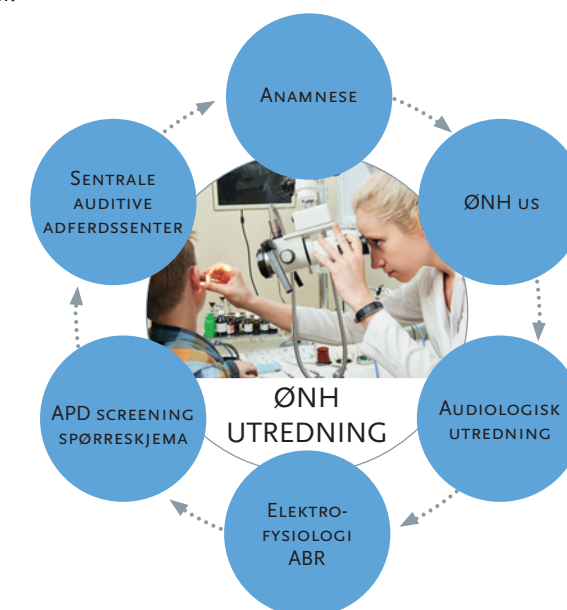 Anamnese
ØNH us
Audiologisk
utredning
Elektro-
fysiologi
ABR
APD screening
spørreskjema
Sentrale
auditive
adferdssenter
ØNH
UTREDNING